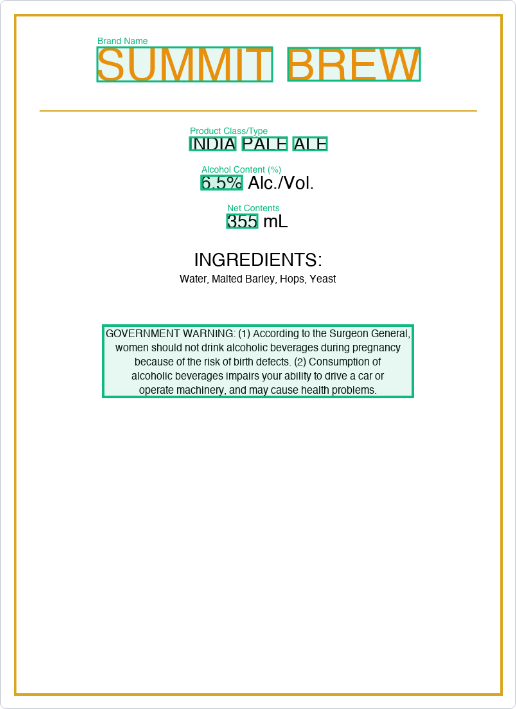 Brand Name
SUMMIT BREW
Product Class/Type
INDIA PALE ALE
Alcohol Content (%)
6.5% Alc./Vol.
Net Contents
355 mL
INGREDIENTS:
Water, Malted Barley, Hops, Yeast
GOVERNMENT WARNING: (1) According to the Surgeon General,
women should not drink alcoholic beverages during pregnancy
because of the risk of birth defects. (2) Consumption of
alcoholic beverages impairs your ability to drive a car or
operate machinery, and may cause health problems.